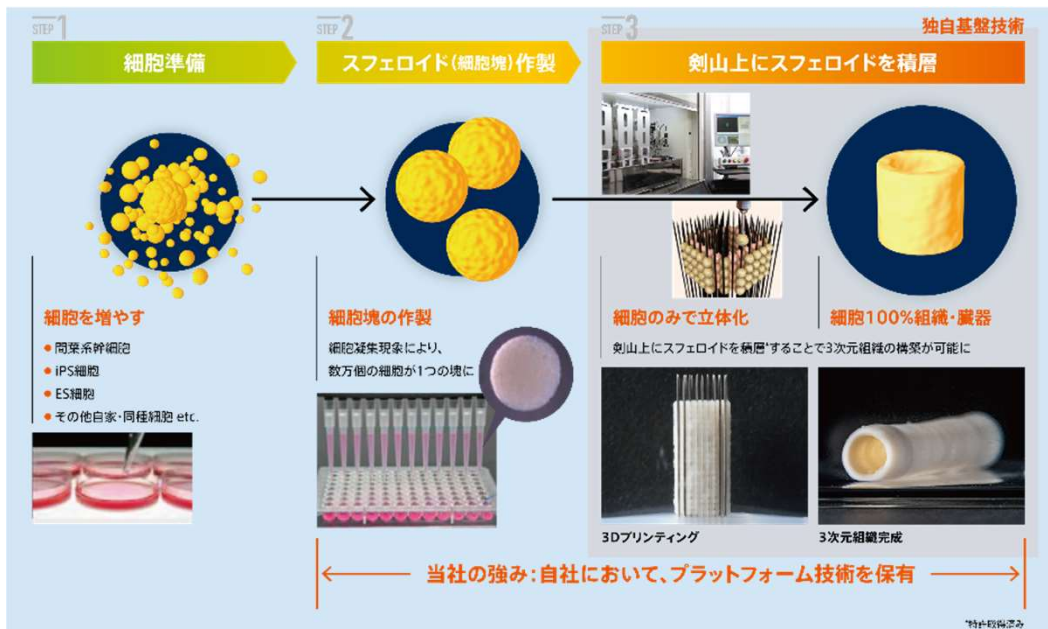 STEP 1
細胞準備
STEP 2
スフェロイド(細胞塊)作製
STEP 3
独自基盤技術
剣山上にスフェロイドを積層
細胞を増やす
● 間葉系幹細胞
● iPS細胞
● ES細胞
● その他自家・同種細胞 etc.
細胞塊の作製
細胞凝集現象により、
数万個の細胞が1つの塊に
細胞のみで立体化
細胞100%組織・臓器
剣山上にスフェロイドを積層*することで3次元組織の構築が可能に
3Dプリンティング
3次元組織完成
当社の強み:自社において、プラットフォーム技術を保有
*特許取得済み